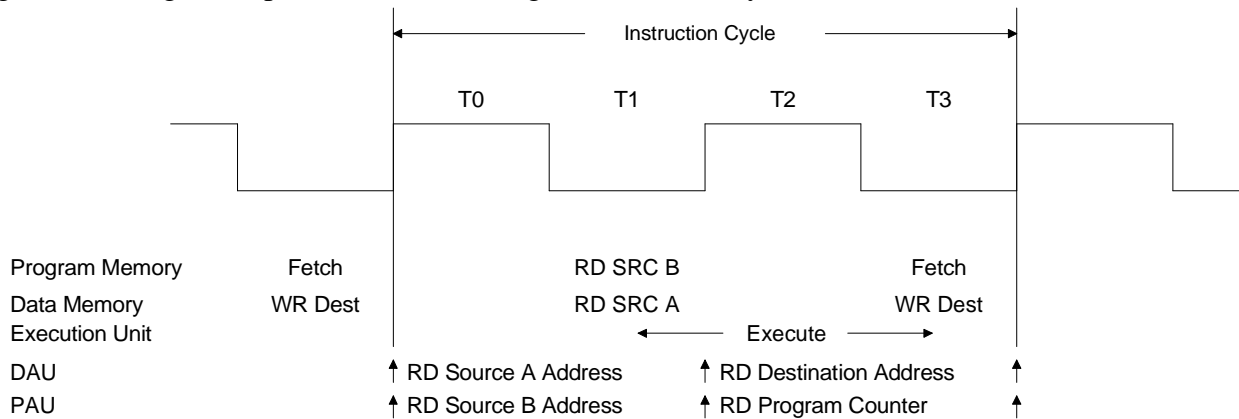 Instruction Cycle
T0 T1 T2 T3
Program Memory Fetch RD SRC B Fetch
Data Memory WR Dest RD SRC A WR Dest
Execution Unit Execute
DAU RD Source A Address RD Destination Address
PAU RD Source B Address RD Program Counter